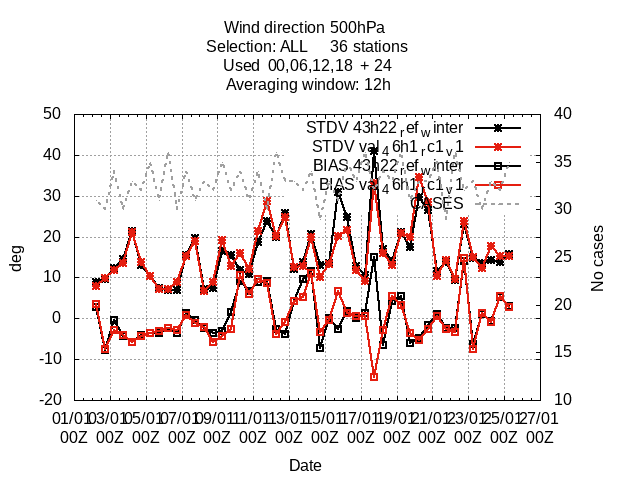 Wind direction 500hPa
Selection: ALL 36 stations
Used 00,06,12,18 + 24
Averaging window: 12h
50 40
STDV 43h22_ref_winter
STDV val_46h1_rc1_v1
40 35
BIAS 43h22_ref_winter
BIAS val_46h1_rc1_v1
30 30
CASES
20 25
deg
No cases
10 20
0
-10 15
-20 10
01/01 03/01 05/01 07/01 09/01 11/01 13/01 15/01 17/01 19/01 21/01 23/01 25/01 27/01
00Z 00Z 00Z 00Z 00Z 00Z 00Z 00Z 00Z 00Z 00Z 00Z 00Z 00Z
Date